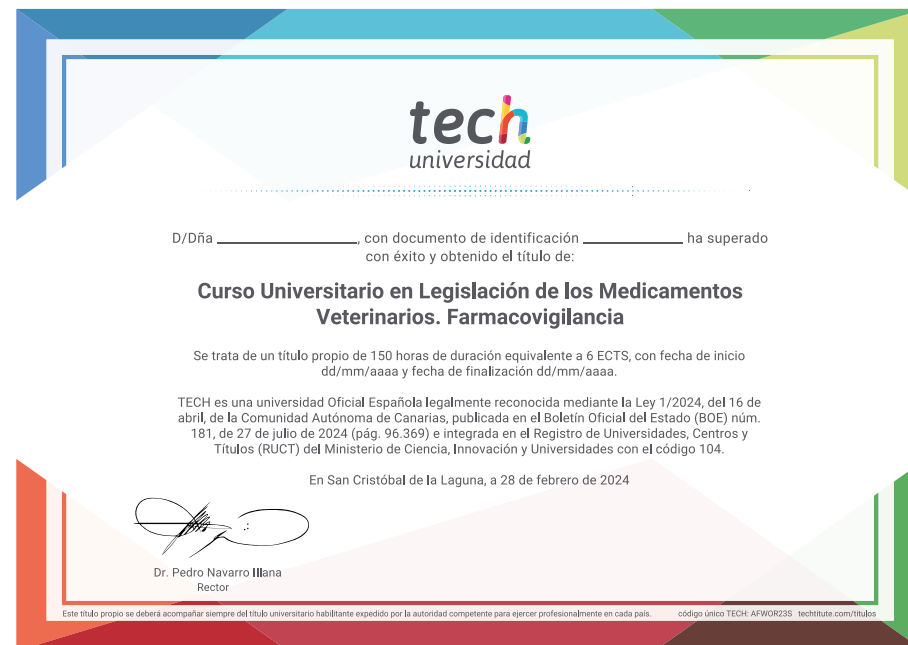 tech
universidad
D/Dña ____________________, con documento de identificación ______________ ha superado
con éxito y obtenido el título de:
Curso Universitario en Legislación de los Medicamentos
Veterinarios. Farmacovigilancia
Se trata de un título propio de 150 horas de duración equivalente a 6 ECTS, con fecha de inicio
dd/mm/aaaa y fecha de finalización dd/mm/aaaa.
TECH es una universidad Oficial Española legalmente reconocida mediante la Ley 1/2024, del 16 de
abril, de la Comunidad Autónoma de Canarias, publicada en el Boletín Oficial del Estado (BOE) núm.
181, de 27 de julio de 2024 (pág. 96.369) e integrada en el Registro de Universidades, Centros y
Títulos (RUCT) del Ministerio de Ciencia, Innovación y Universidades con el código 104.
En San Cristóbal de la Laguna, a 28 de febrero de 2024
Dr. Pedro Navarro Illana
Rector
Este título propio se deberá acompañar siempre del título universitario habilitante expedido por la autoridad competente para ejercer profesionalmente en cada país. código único TECH: AFWOR23S techtitute.com/titulos